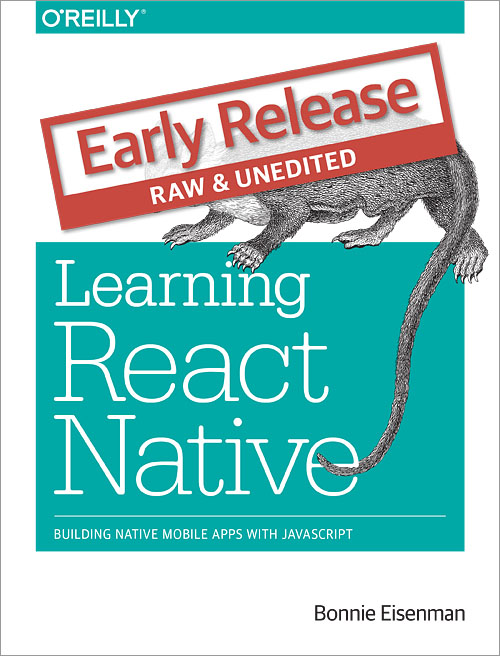 O'REILLY®
Early Release
RAW & UNEDITED
Learning
React
Native
BUILDING NATIVE MOBILE APPS WITH JAVASCRIPT
Bonnie Eisenman